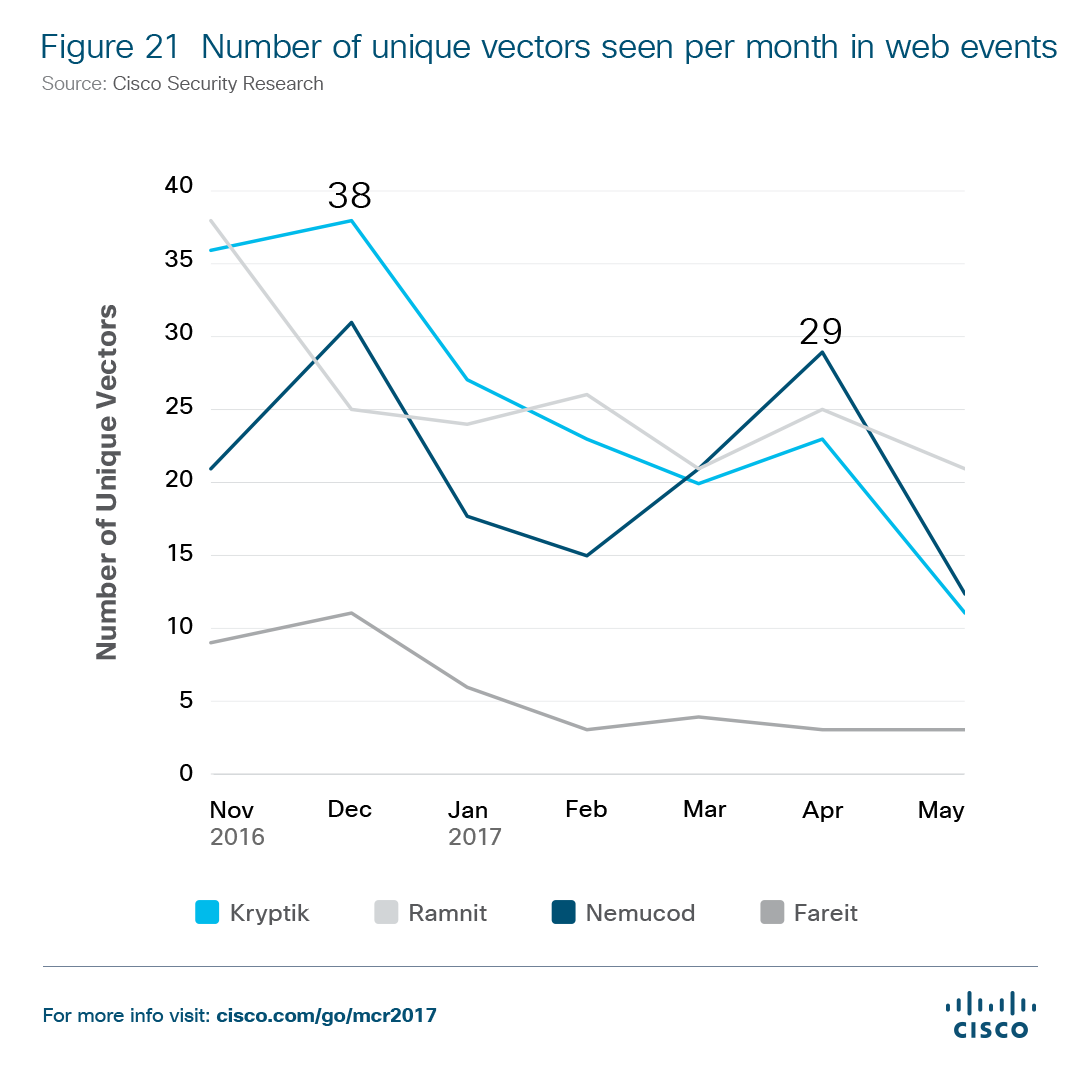 Figure 21 Number of unique vectors seen per month in web events
Source: Cisco Security Research
Number of Unique Vectors
40
35
30
25
20
15
10
5
0
38
29
Nov Dec Jan Feb Mar Apr May
2016 2017
Kryptik Ramnit Nemucod Fareit
For more info visit: cisco.com/go/mcr2017
CISCO